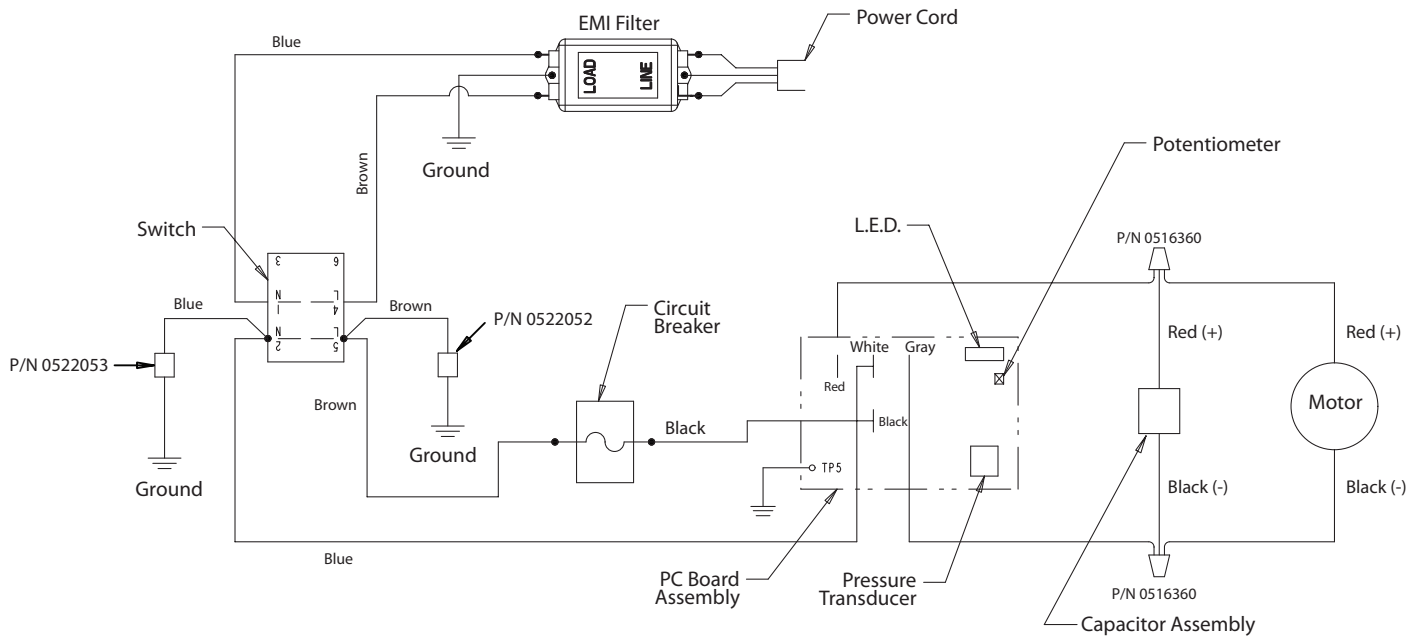 EMI Filter
Power Cord
Blue
LOAD
LINE
Ground
Brown
Potentiometer
L.E.D.
P/N 0516360
Switch
3
6
N
1
L
4
N
2
L
5
Blue
Brown
P/N 0522052
Circuit
Breaker
P/N 0522053
White
Gray
Red (+)
Red (+)
Red
Motor
Brown
Black
Black
Ground
TP5
Ground
Black (-)
Black (-)
Blue
PC Board
Assembly
Pressure
Transducer
P/N 0516360
Capacitor Assembly